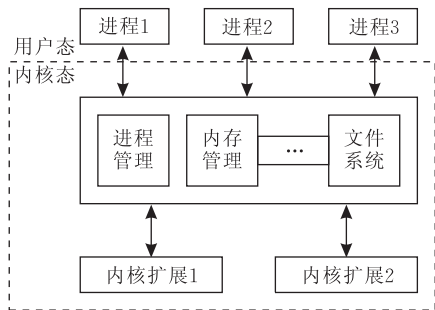 进程1
进程2
进程3
用户态
内核态
进程
管理
内存
管理
...
文件
系统
内核扩展1
内核扩展2